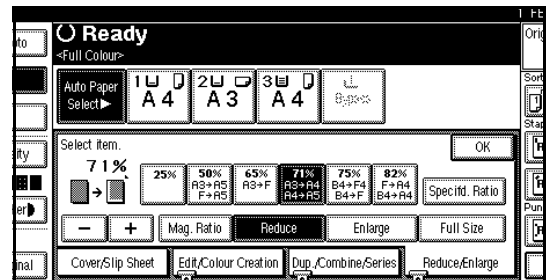 1 FE
Ready
<Full Colour>
Auto Paper Select▶
1 A4
2 A3
3 A4
Bypass
Select item.
OK
71%
25%
50% A3→A5 F→A5
65% A3→F
71% A3→A4 A4→A5
75% B4→F4 B4→F
82% F→A4 B4→A4
Specifd. Ratio
− + Mag. Ratio Reduce Enlarge Full Size
Cover/Slip Sheet Edit/Colour Creation Dup./Combine/Series Reduce/Enlarge